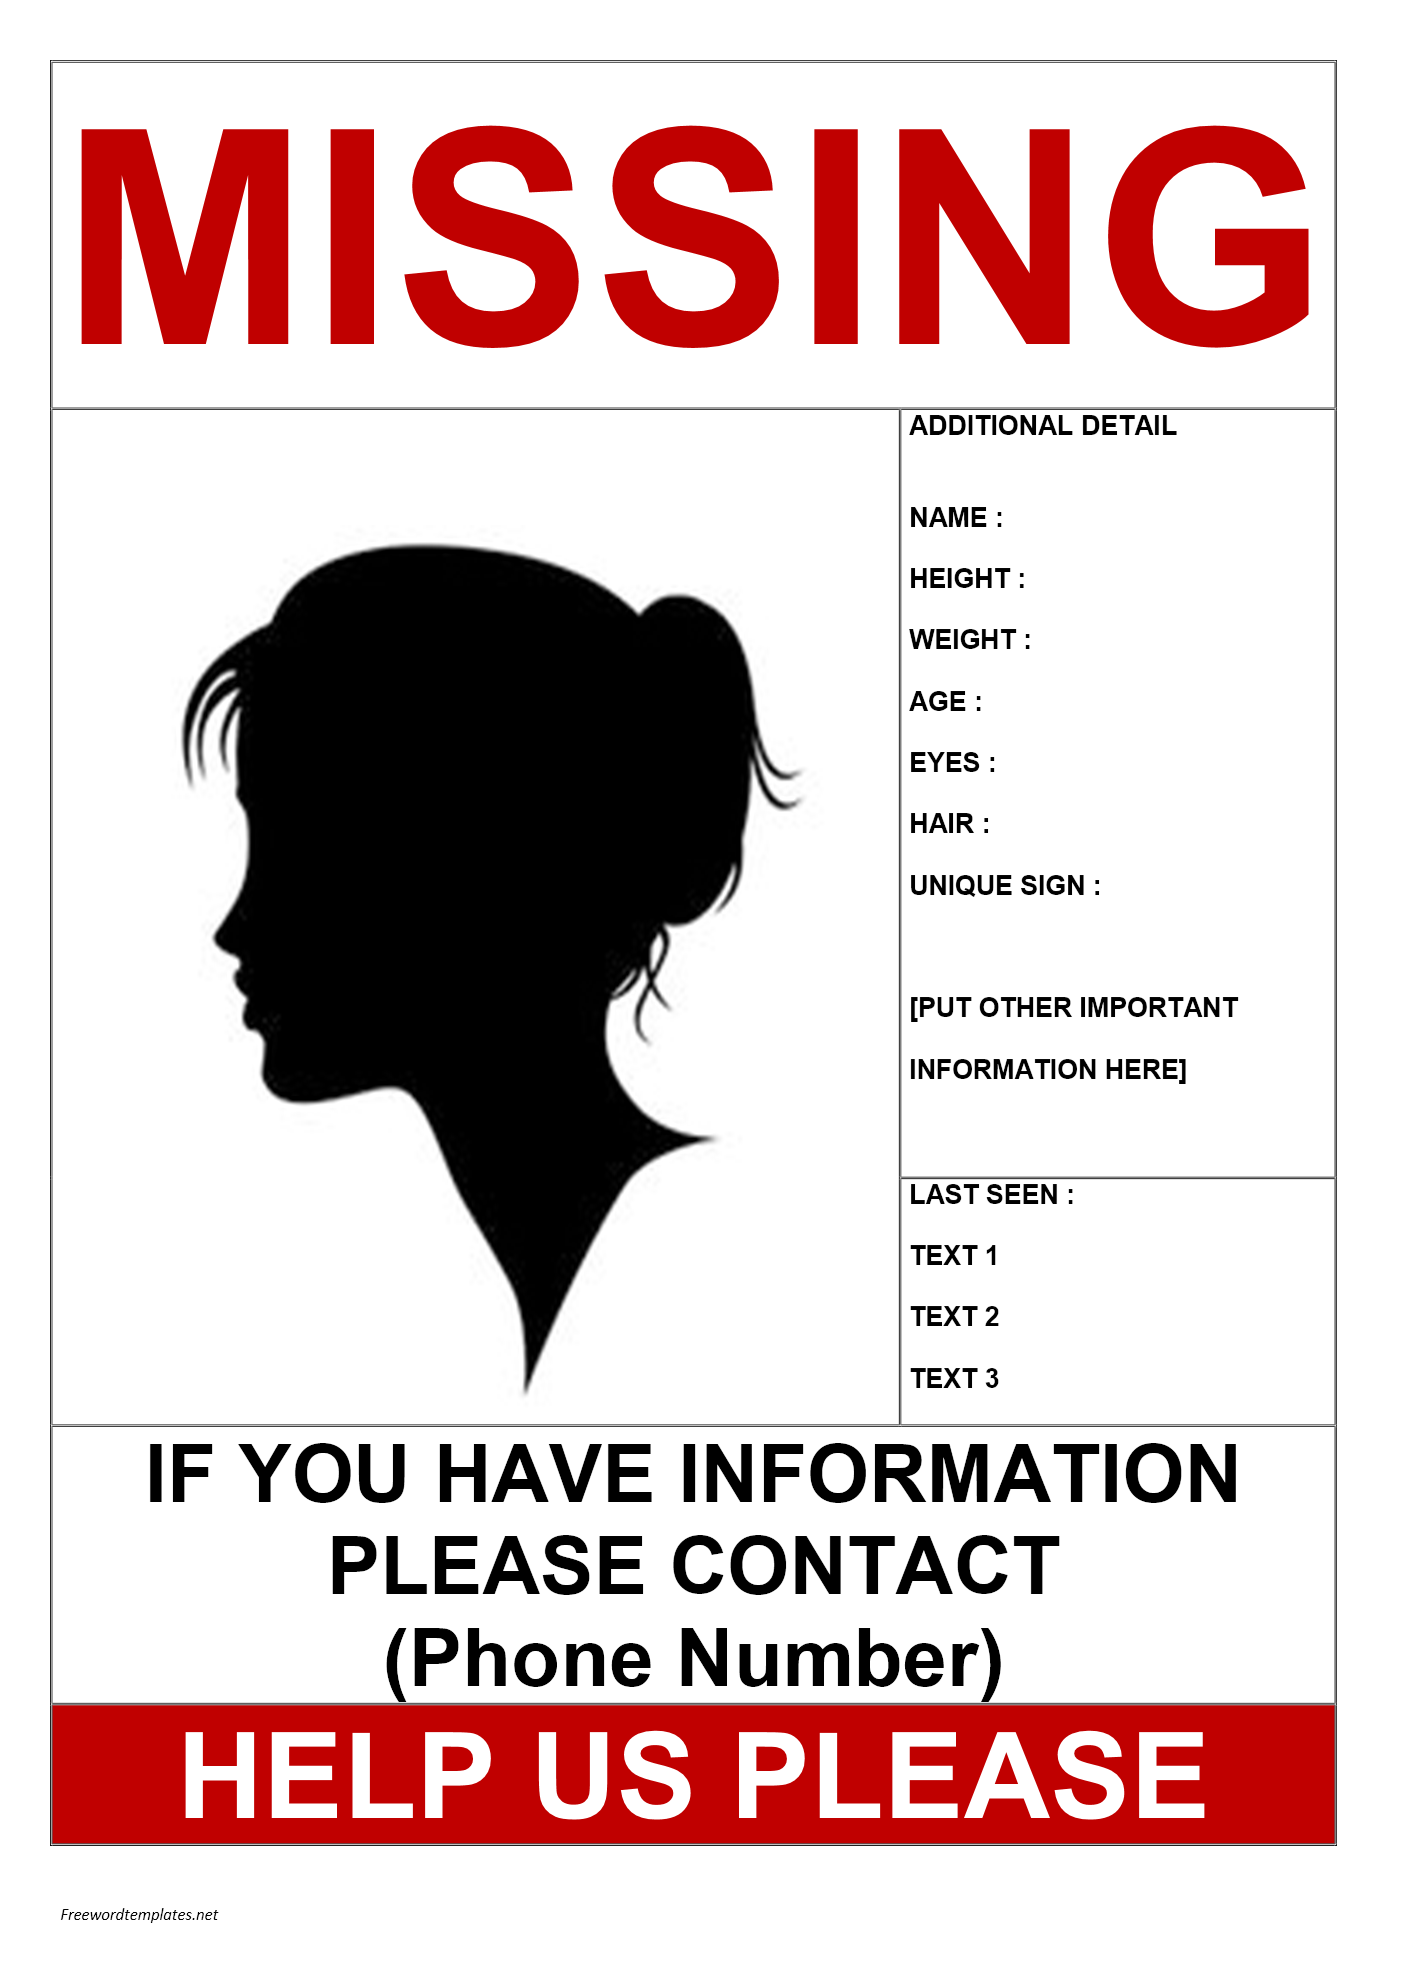 MISSING
ADDITIONAL DETAIL
NAME :
HEIGHT :
WEIGHT :
AGE :
EYES :
HAIR :
UNIQUE SIGN :
[PUT OTHER IMPORTANT
INFORMATION HERE]
LAST SEEN :
TEXT 1
TEXT 2
TEXT 3
IF YOU HAVE INFORMATION
PLEASE CONTACT
(Phone Number)
HELP US PLEASE
Freewordtemplates.net